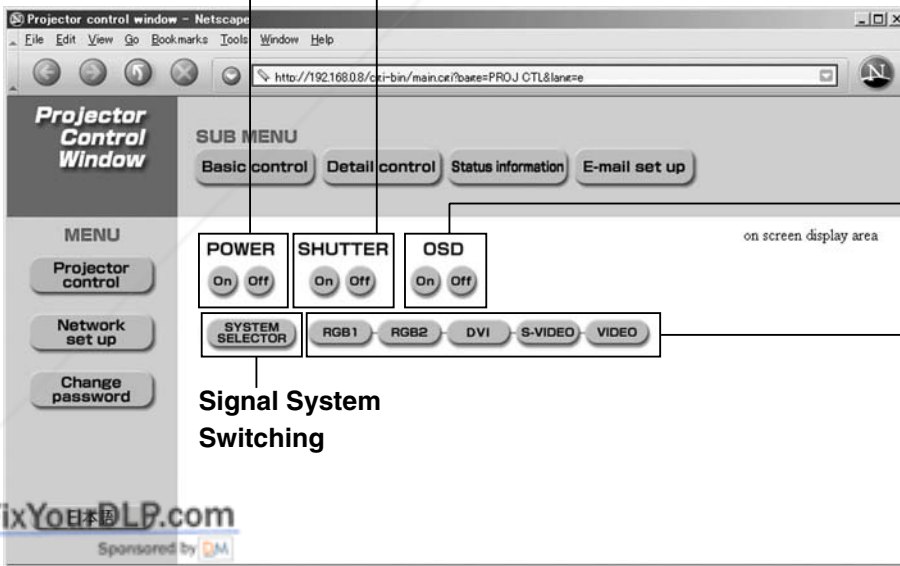 Projector control window - Netscape
File Edit View Go Bookmarks Tools Window Help
http://192.168.0.8/cgi-bin/main.cgi?page=PROJ CTL&lang=e
N
Projector
Control
Window
SUB MENU
Basic control Detail control Status information E-mail set up
MENU
Projector
control
Network
set up
Change
password
POWER SHUTTER OSD
on screen display area
On Off On Off On Off
SYSTEM
SELECTOR
RGB1 RGB2 DVI S-VIDEO VIDEO
Signal System
Switching
日本語
ixYourDLP.com
Sponsored by DM